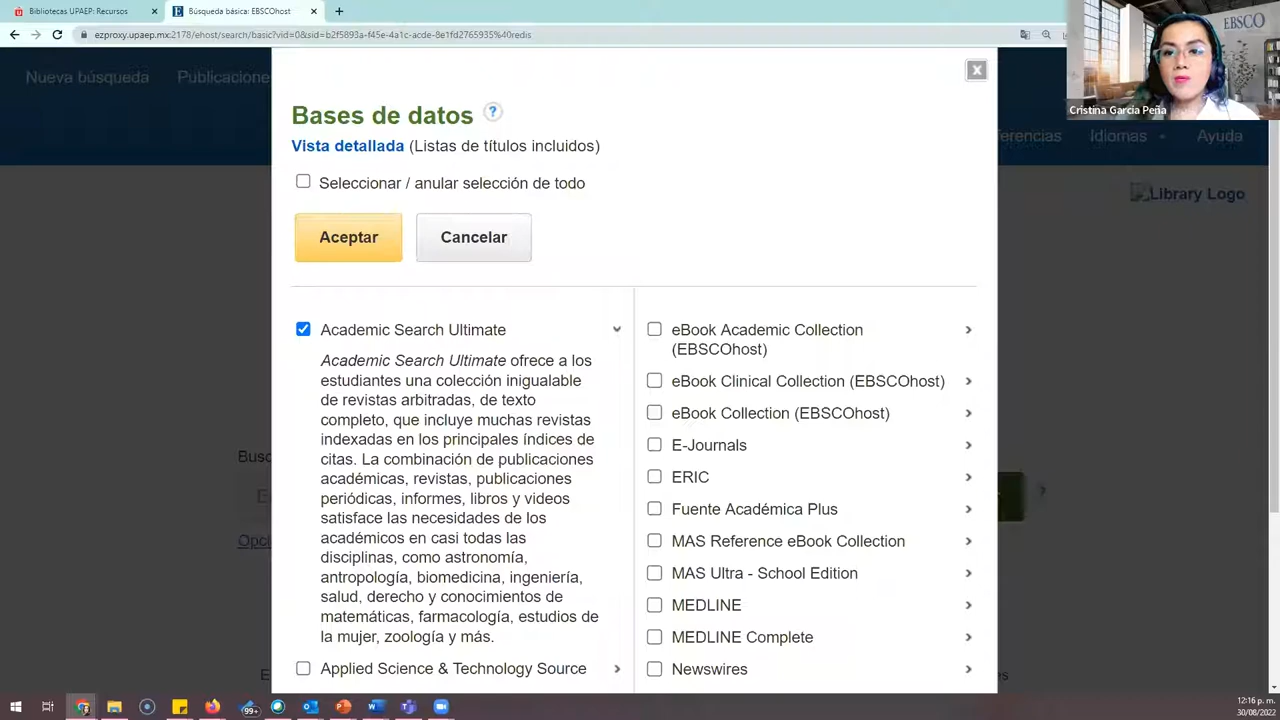 Bibliotecas UPAEP: Recursos
Búsqueda básica: EBSCOhost
ezproxy.upaep.mx:2178/ehost/search/basic?vid=0&sid=b2f5893a-f45e-4a1c-acde-8e1fd2765935%40redis
EBSCO
Cristina Garcia Peña
Nueva búsqueda
Publicacione
erencias
Idiomas
Ayuda
Library Logo
Bases de datos ?
Vista detallada (Listas de títulos incluidos)
Seleccionar / anular selección de todo
Aceptar
Cancelar
Academic Search Ultimate
Academic Search Ultimate ofrece a los
estudiantes una colección inigualable
de revistas arbitradas, de texto
completo, que incluye muchas revistas
indexadas en los principales índices de
citas. La combinación de publicaciones
académicas, revistas, publicaciones
periódicas, informes, libros y videos
satisface las necesidades de los
académicos en casi todas las
disciplinas, como astronomía,
antropología, biomedicina, ingeniería,
salud, derecho y conocimientos de
matemáticas, farmacología, estudios de
la mujer, zoología y más.
Applied Science & Technology Source
eBook Academic Collection
(EBSCOhost)
eBook Clinical Collection (EBSCOhost)
eBook Collection (EBSCOhost)
E-Journals
ERIC
Fuente Académica Plus
MAS Reference eBook Collection
MAS Ultra - School Edition
MEDLINE
MEDLINE Complete
Newswires
Busc
Opci
99+
12:16 p. m.
30/08/2022